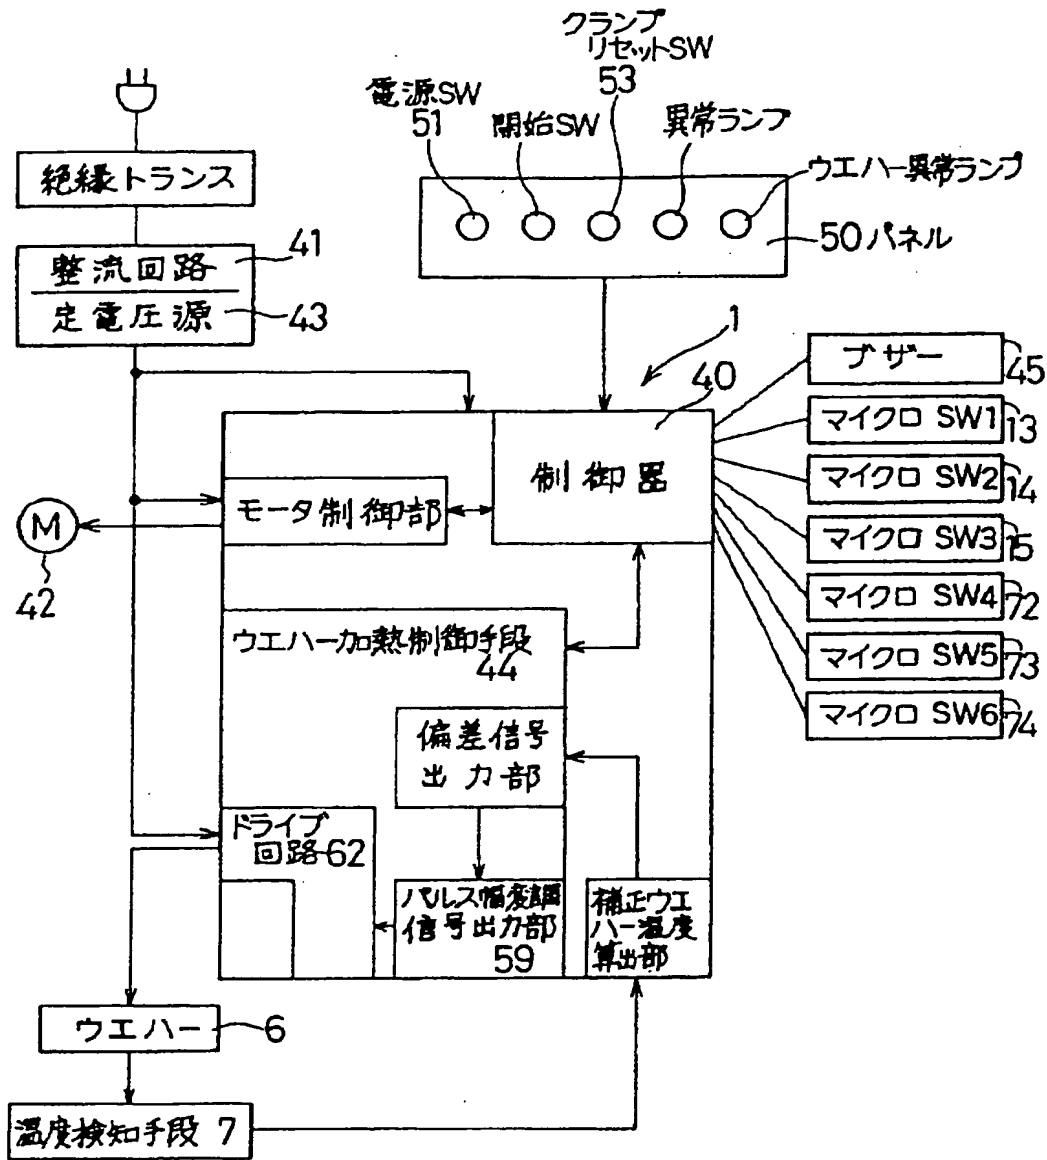 クランプ
リセットSW
53
電源SW
51
開始SW
異常ランプ
ウエハー異常ランプ
50パネル
絶縁トランス
整流回路
41
定電圧源
43
1
40
制御器
モータ制御部
M
42
ブザー
45
マイクロ SW1
13
マイクロ SW2
14
マイクロ SW3
15
マイクロ SW4
72
マイクロ SW5
73
マイクロ SW6
74
ウエハー加熱制御手段
44
偏差信号
出力部
ドライブ
回路
62
パルス幅変調
信号出力部
59
補正ウエ
ハー温度
算出部
ウエハー
6
温度検知手段 7